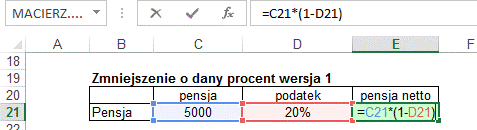 MACIERZ.... =C21*(1-D21)
A B C D E F
18
19 Zmniejszenie o dany procent wersja 1
20 pensja podatek pensja netto
21 Pensja 5000 20% =C21*(1-D21)
22